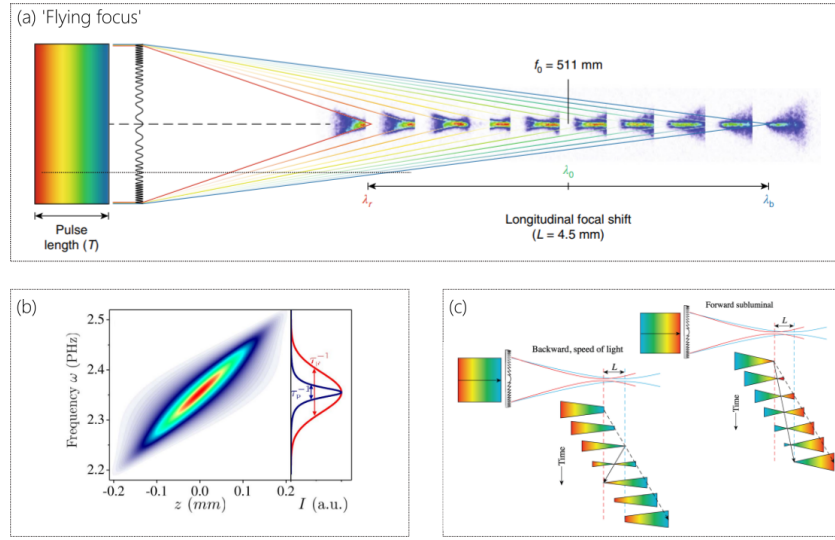 (a) 'Flying focus'
f₀ = 511 mm
λr
λ₀
λb
Pulse
length (T)
Longitudinal focal shift
(L = 4.5 mm)
(b)
2.5
2.4
2.3
2.2
Frequency ω (PHz)
-0.2 -0.1 0.0 0.1 0.2
z (mm)
I (a.u.)
(c)
Forward subluminal
L
Backward, speed of light
L
Time
Time